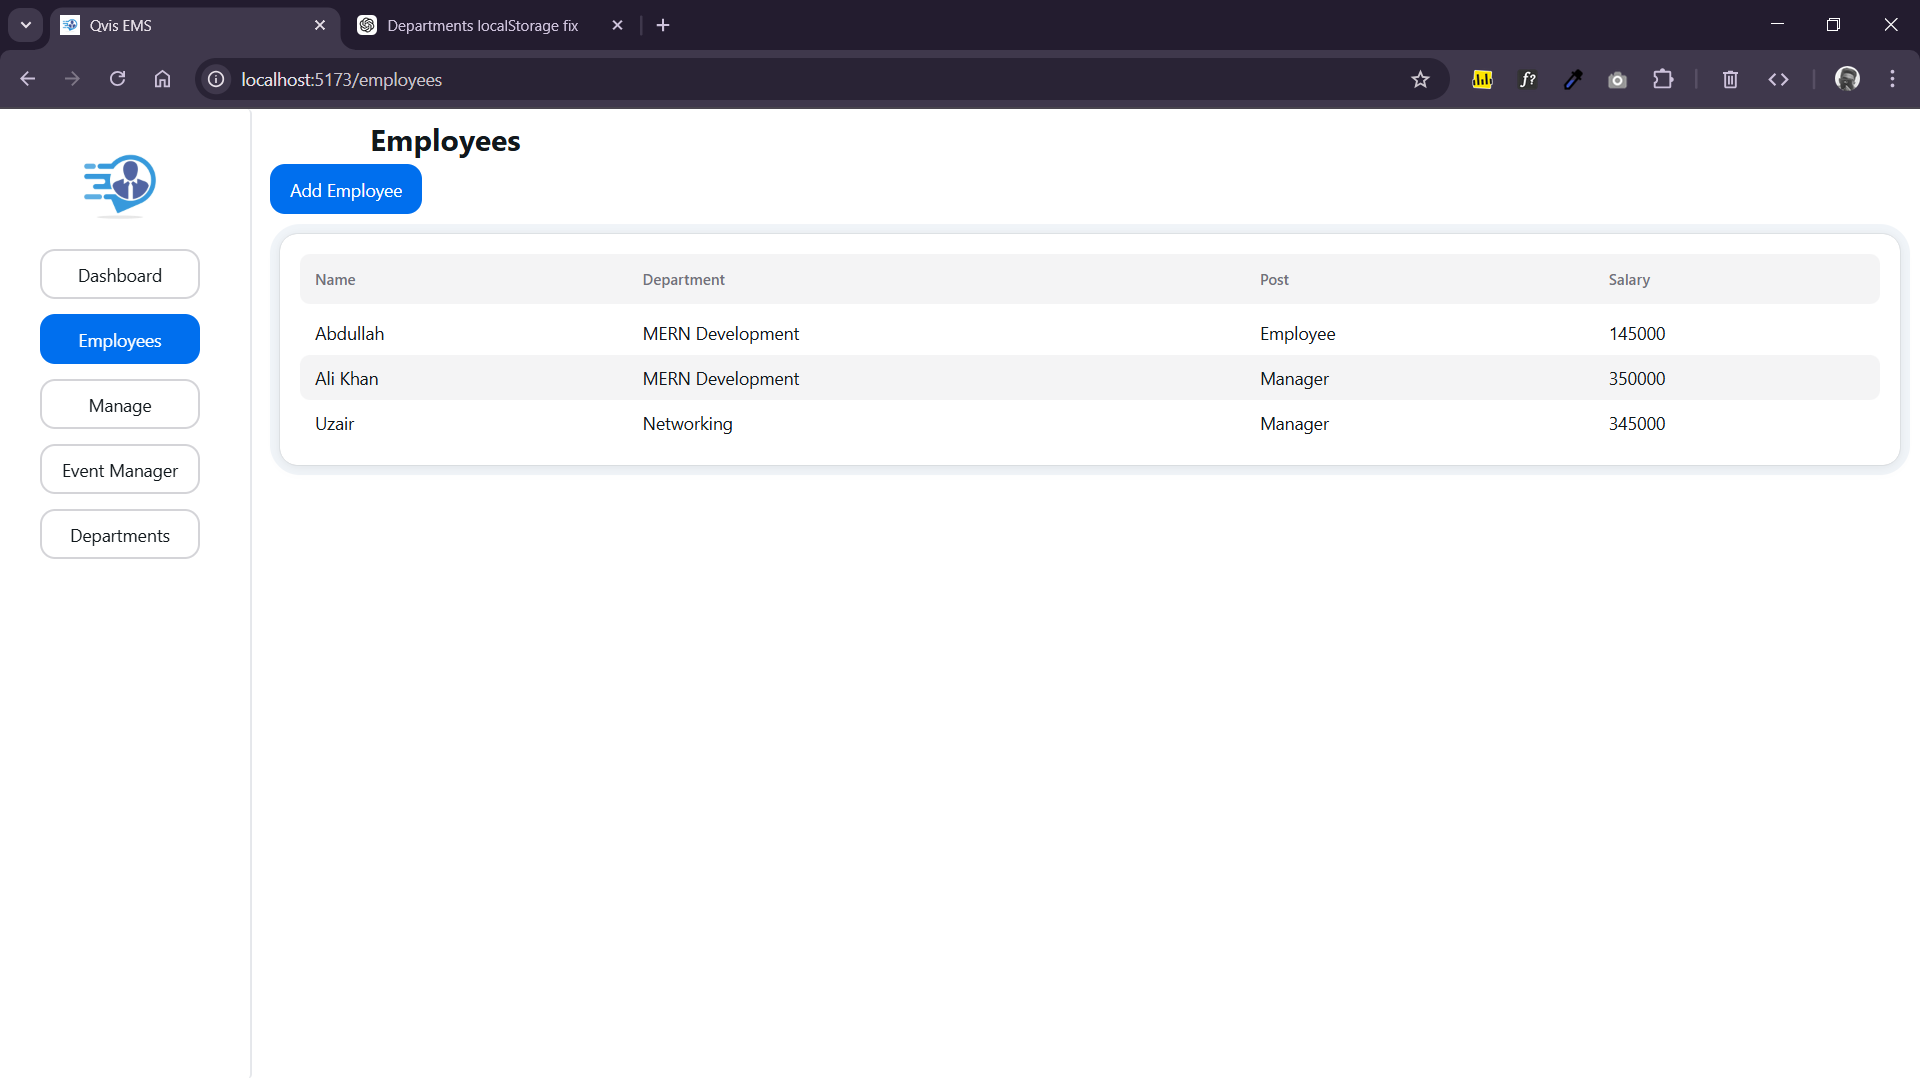 Qvis EMS
Departments localStorage fix
localhost:5173/employees
f?
Employees
Add Employee
Dashboard
Employees
Manage
Event Manager
Departments
Name Department Post Salary
Abdullah MERN Development Employee 145000
Ali Khan MERN Development Manager 350000
Uzair Networking Manager 345000